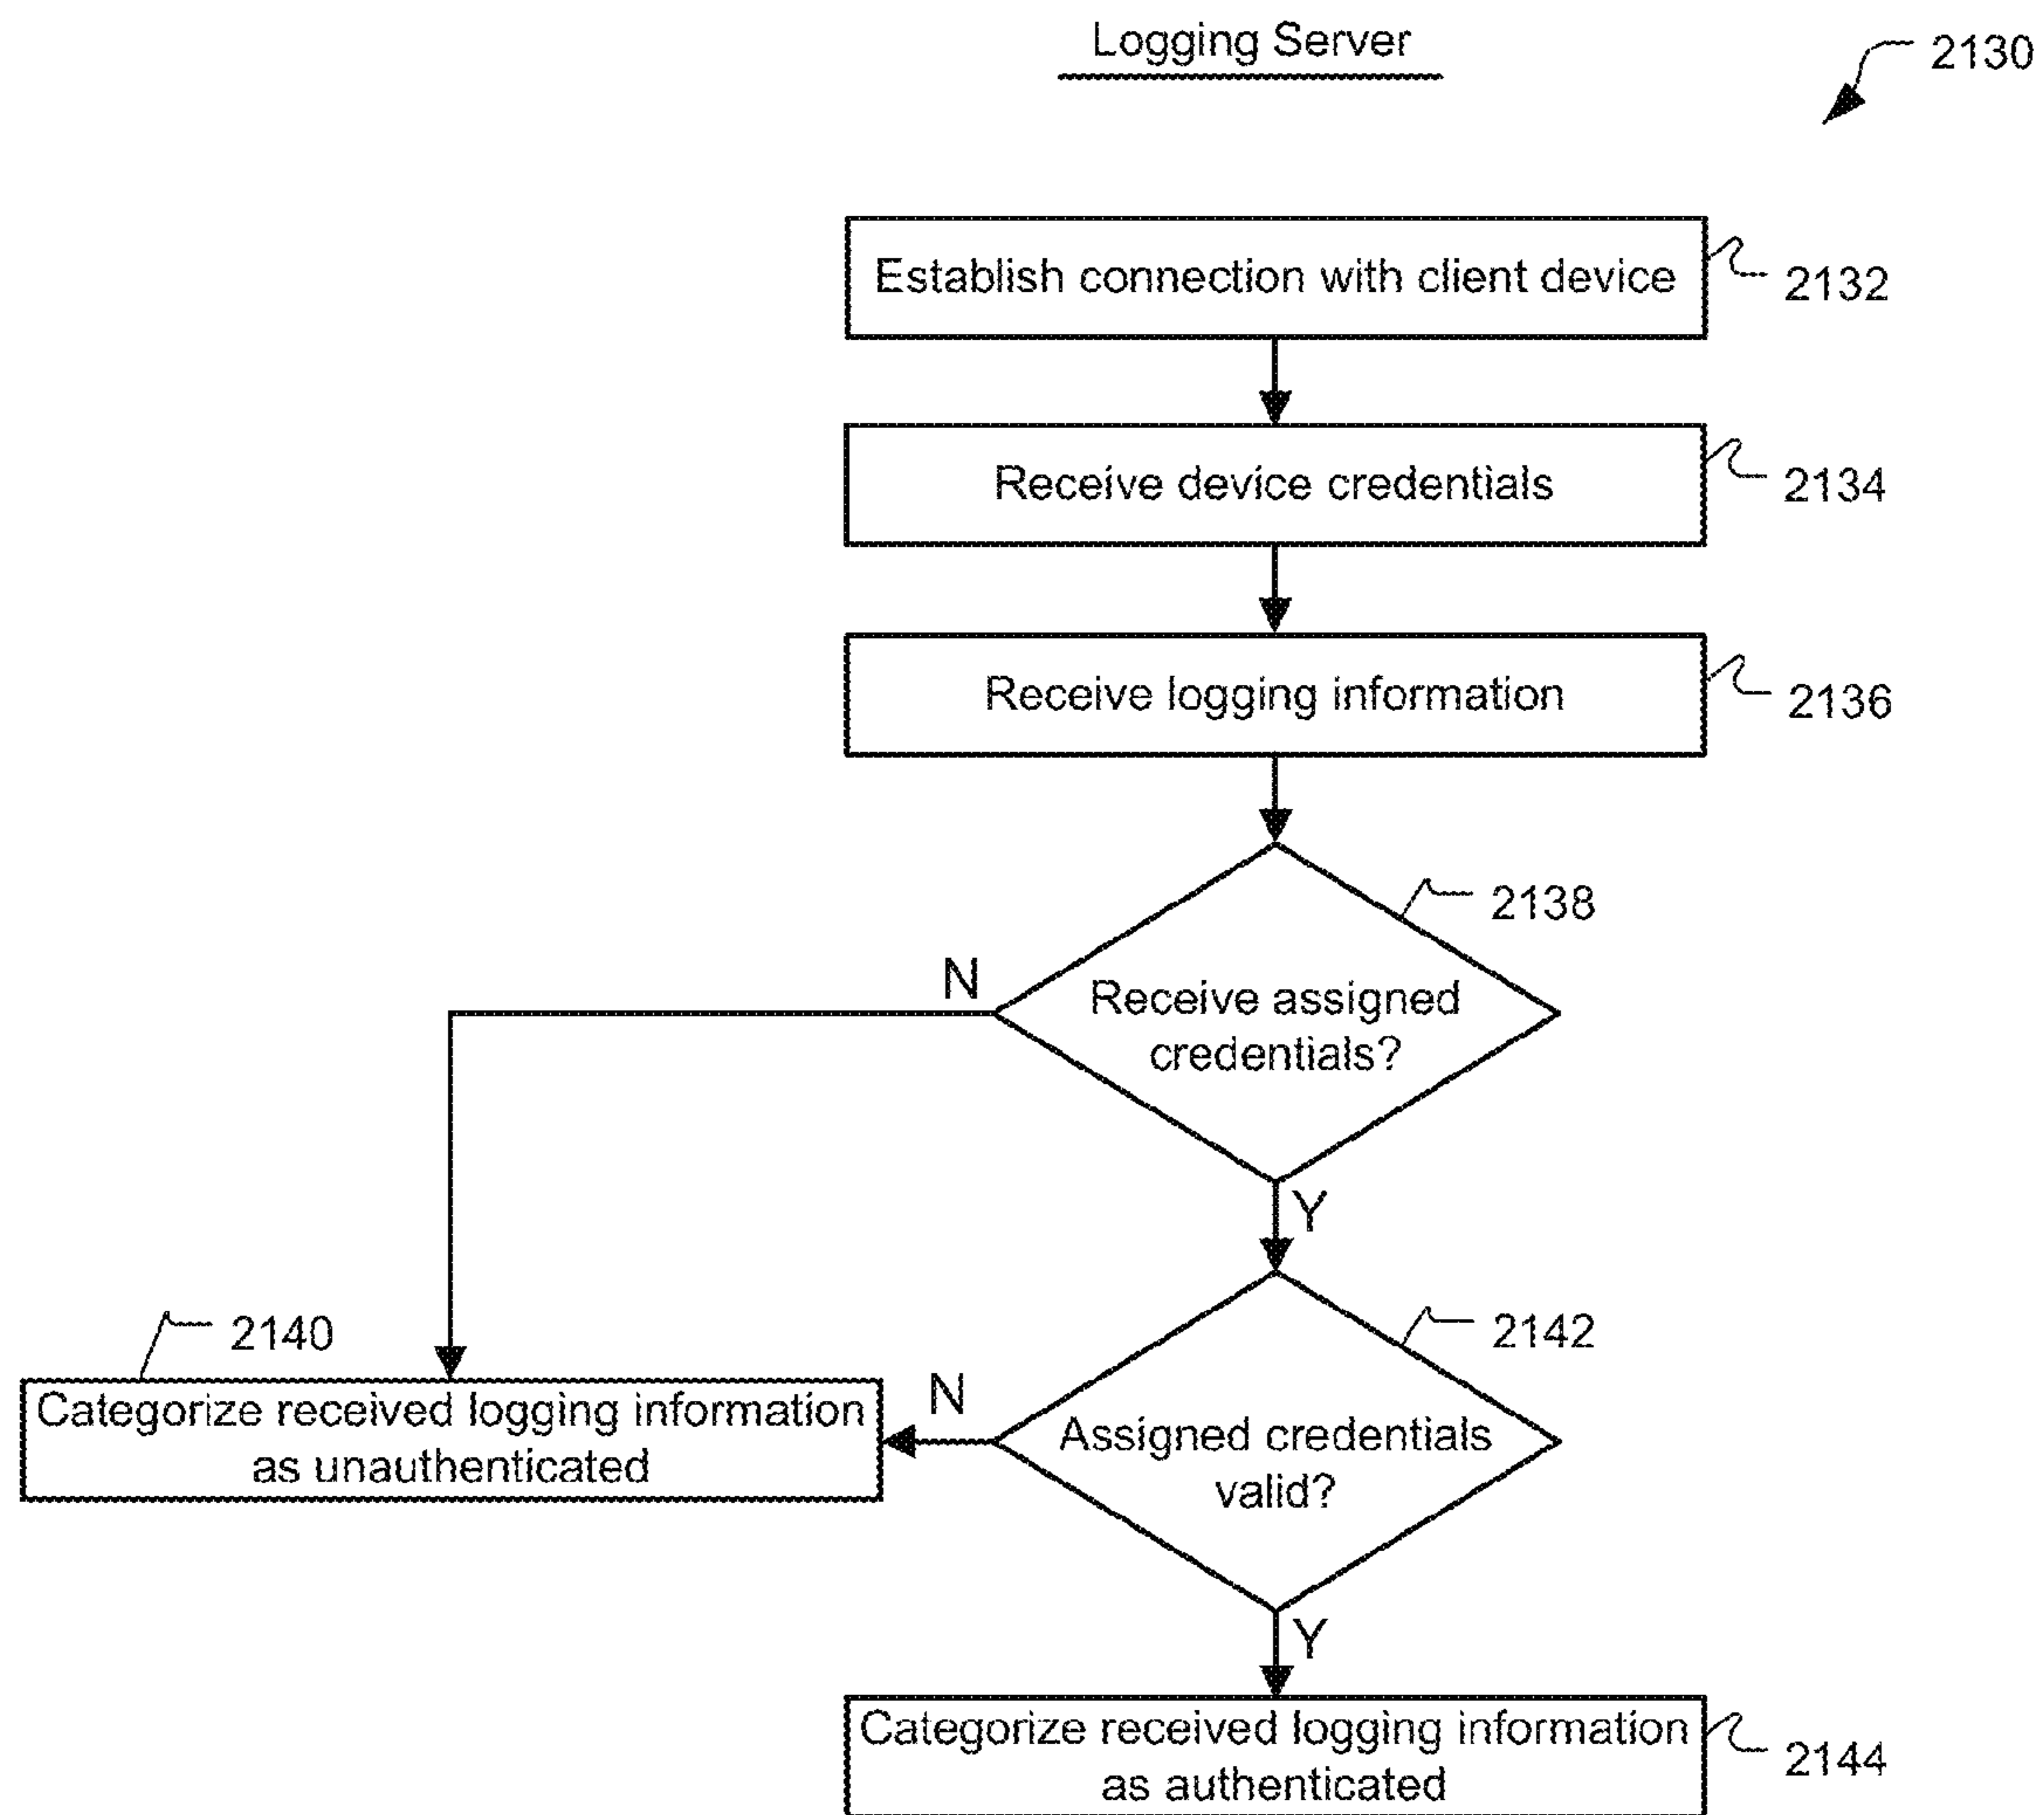 Logging Server
2130
Establish connection with client device
2132
Receive device credentials
2134
Receive logging information
2136
2138
N
Receive assigned
credentials?
Y
2140
2142
Categorize received logging information
as unauthenticated
N
Assigned credentials
valid?
Y
Categorize received logging information
as authenticated
2144